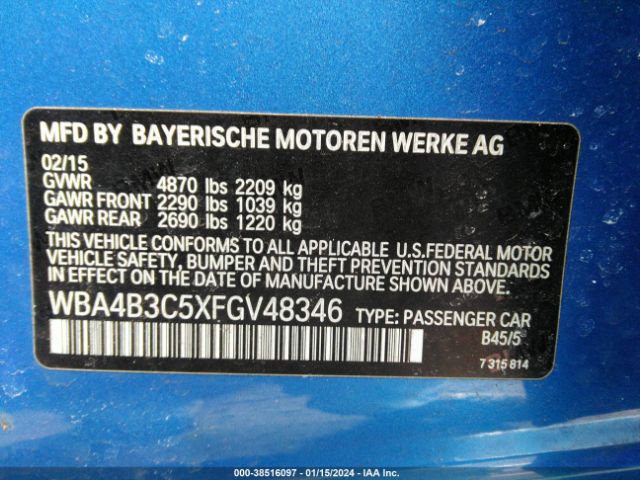 MFD BY BAYERISCHE MOTOREN WERKE AG
02/15
GVWR 4870 lbs 2209 kg
GAWR FRONT 2290 lbs 1039 kg
GAWR REAR 2690 lbs 1220 kg
THIS VEHICLE CONFORMS TO ALL APPLICABLE U.S.FEDERAL MOTOR
VEHICLE SAFETY, BUMPER AND THEFT PREVENTION STANDARDS
IN EFFECT ON THE DATE OF MANUFACTURE SHOWN ABOVE.
WBA4B3C5XFGV48346 TYPE: PASSENGER CAR
B45/5
7 315 814
000-38516097 - 01/15/2024 - IAA Inc.